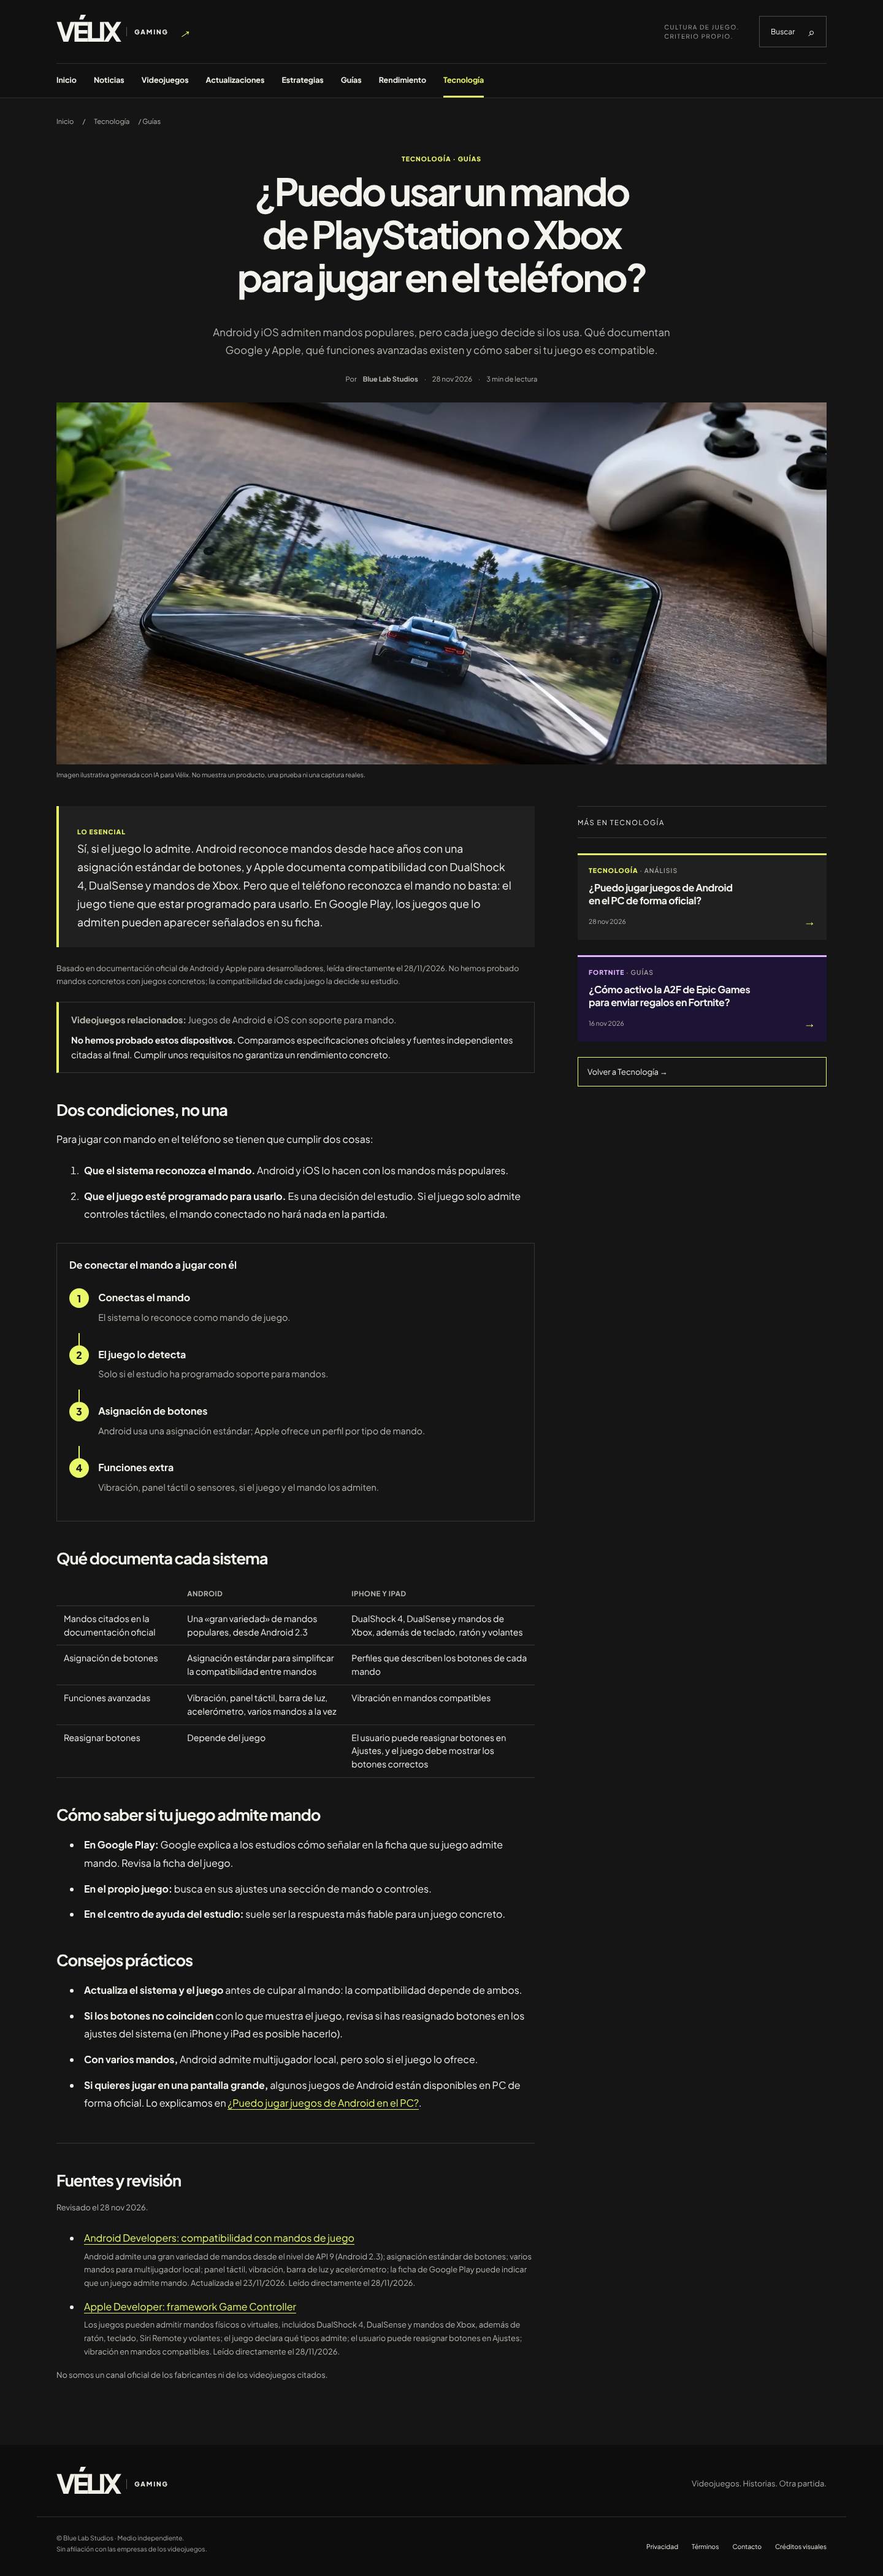 VÉLIX GAMING →
CULTURA DE JUEGO.
CRITERIO PROPIO.
Buscar ⌕
Inicio Noticias Videojuegos Actualizaciones Estrategias Guías Rendimiento Tecnología
Inicio / Tecnología / Guías
TECNOLOGÍA · GUÍAS
¿Puedo usar un mando
de PlayStation o Xbox
para jugar en el teléfono?
Android y iOS admiten mandos populares, pero cada juego decide si los usa. Qué documentan
Google y Apple, qué funciones avanzadas existen y cómo saber si tu juego es compatible.
Por Blue Lab Studios · 28 nov 2026 · 3 min de lectura
Imagen ilustrativa generada con IA para Vélix. No muestra un producto, una prueba ni una captura reales.
LO ESENCIAL
Sí, si el juego lo admite. Android reconoce mandos desde hace años con una
asignación estándar de botones, y Apple documenta compatibilidad con DualShock
4, DualSense y mandos de Xbox. Pero que el teléfono reconozca el mando no basta: el
juego tiene que estar programado para usarlo. En Google Play, los juegos que lo
admiten pueden aparecer señalados en su ficha.
Basado en documentación oficial de Android y Apple para desarrolladores, leída directamente el 28/11/2026. No hemos probado
mandos concretos con juegos concretos; la compatibilidad de cada juego la decide su estudio.
Videojuegos relacionados: Juegos de Android e iOS con soporte para mando.
No hemos probado estos dispositivos. Comparamos especificaciones oficiales y fuentes independientes
citadas al final. Cumplir unos requisitos no garantiza un rendimiento concreto.
Dos condiciones, no una
Para jugar con mando en el teléfono se tienen que cumplir dos cosas:
1. Que el sistema reconozca el mando. Android y iOS lo hacen con los mandos más populares.
2. Que el juego esté programado para usarlo. Es una decisión del estudio. Si el juego solo admite
controles táctiles, el mando conectado no hará nada en la partida.
De conectar el mando a jugar con él
1 Conectas el mando
El sistema lo reconoce como mando de juego.
2 El juego lo detecta
Solo si el estudio ha programado soporte para mandos.
3 Asignación de botones
Android usa una asignación estándar; Apple ofrece un perfil por tipo de mando.
4 Funciones extra
Vibración, panel táctil o sensores, si el juego y el mando los admiten.
Qué documenta cada sistema
ANDROID IPHONE Y IPAD
Mandos citados en la documentación oficial Una «gran variedad» de mandos populares, desde Android 2.3 DualShock 4, DualSense y mandos de Xbox, además de teclado, ratón y volantes
Asignación de botones Asignación estándar para simplificar la compatibilidad entre mandos Perfiles que describen los botones de cada mando
Funciones avanzadas Vibración, panel táctil, barra de luz, acelerómetro, varios mandos a la vez Vibración en mandos compatibles
Reasignar botones Depende del juego El usuario puede reasignar botones en Ajustes, y el juego debe mostrar los botones correctos
Cómo saber si tu juego admite mando
• En Google Play: Google explica a los estudios cómo señalar en la ficha que su juego admite
mando. Revisa la ficha del juego.
• En el propio juego: busca en sus ajustes una sección de mando o controles.
• En el centro de ayuda del estudio: suele ser la respuesta más fiable para un juego concreto.
Consejos prácticos
• Actualiza el sistema y el juego antes de culpar al mando: la compatibilidad depende de ambos.
• Si los botones no coinciden con lo que muestra el juego, revisa si has reasignado botones en los
ajustes del sistema (en iPhone y iPad es posible hacerlo).
• Con varios mandos, Android admite multijugador local, pero solo si el juego lo ofrece.
• Si quieres jugar en una pantalla grande, algunos juegos de Android están disponibles en PC de
forma oficial. Lo explicamos en ¿Puedo jugar juegos de Android en el PC?.
Fuentes y revisión
Revisado el 28 nov 2026.
• Android Developers: compatibilidad con mandos de juego
Android admite una gran variedad de mandos desde el nivel de API 9 (Android 2.3); asignación estándar de botones; varios
mandos para multijugador local; panel táctil, vibración, barra de luz y acelerómetro; la ficha de Google Play puede indicar
que un juego admite mando. Actualizada el 23/11/2026. Leído directamente el 28/11/2026.
• Apple Developer: framework Game Controller
Los juegos pueden admitir mandos físicos o virtuales, incluidos DualShock 4, DualSense y mandos de Xbox, además de
ratón, teclado, Siri Remote y volantes; el juego declara qué tipos admite; el usuario puede reasignar botones en Ajustes;
vibración en mandos compatibles. Leído directamente el 28/11/2026.
No somos un canal oficial de los fabricantes ni de los videojuegos citados.
MÁS EN TECNOLOGÍA
TECNOLOGÍA · ANÁLISIS
¿Puedo jugar juegos de Android
en el PC de forma oficial?
28 nov 2026 →
FORTNITE · GUÍAS
¿Cómo activo la A2F de Epic Games
para enviar regalos en Fortnite?
16 nov 2026 →
Volver a Tecnología →
VÉLIX GAMING
Videojuegos. Historias. Otra partida.
© Blue Lab Studios · Medio independiente.
Sin afiliación con las empresas de los videojuegos.
Privacidad Términos Contacto Créditos visuales